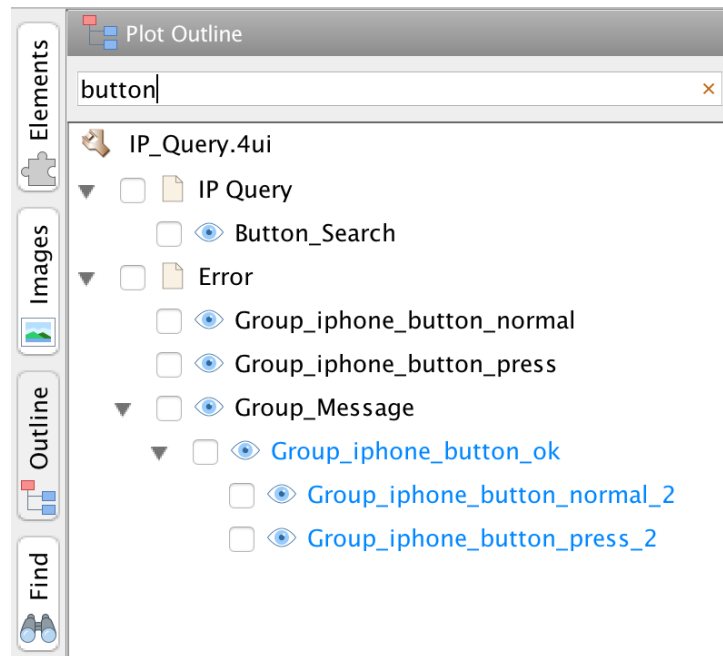 Plot Outline
button
IP_Query.4ui
IP Query
Button_Search
Error
Group_iphone_button_normal
Group_iphone_button_press
Group_Message
Group_iphone_button_ok
Group_iphone_button_normal_2
Group_iphone_button_press_2
Elements
Images
Outline
Find